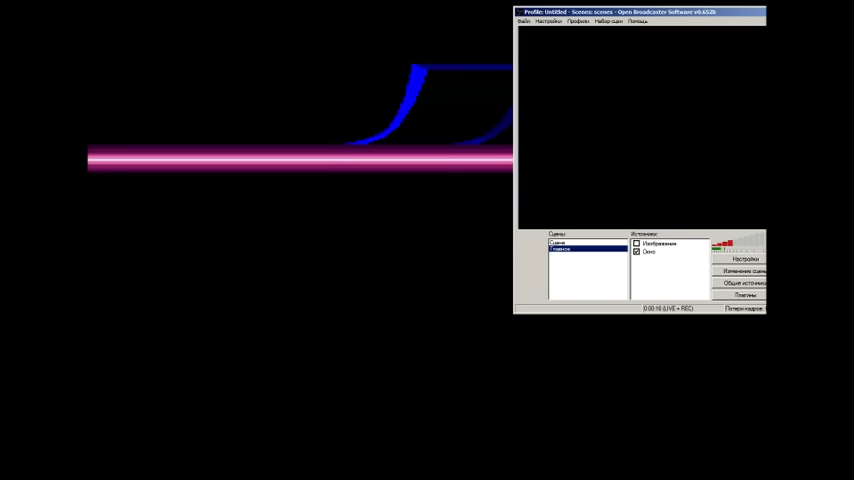 Profile: Untitled - Scenes: scenes - Open Broadcaster Software v0.652b
Файл Настройки Профили Набор сцен Помощь
Сцены: Источники:
Сцена
Главное
Изображение
Окно
Настройки
Изменение сцены
Общие источники
Плагины
0:00:16 (LIVE + REC) Потери кадров: